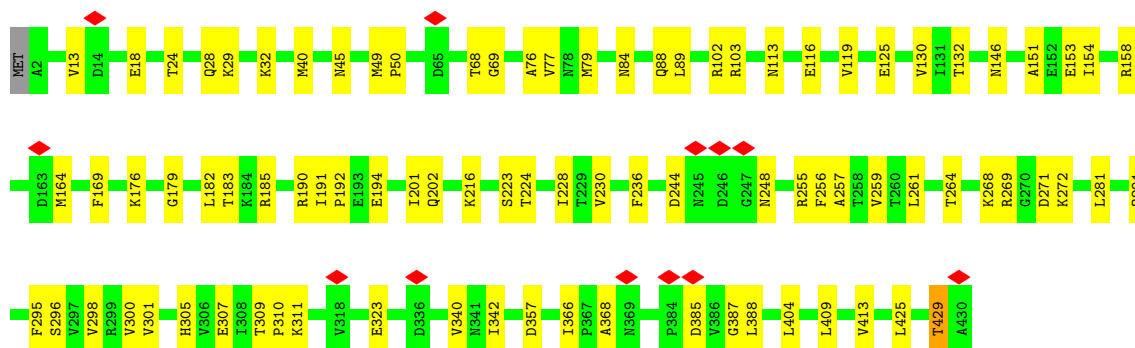 MET A2 V13 D14 E18 T24 Q28 K29 K32 M40 N45 M49 P50 D65 T68 G69 A76 V77 N78 M79 N84 Q88 L89 R102 R103 N113 E116 V119 E125 V130 I131 T132 N146 A151 E152 E153 I154 R158
D163 M164 F169 K176 G179 L182 T183 K184 R185 R190 I191 P192 E193 E194 I201 Q202 K216 S223 T224 I228 T229 V230 F236 D244 N245 D246 G247 N248 R255 F256 A257 T258 V259 T260 L261 T264 K268 R269 G270 D271 K272 L281
F295 S296 V297 V298 R299 V300 V301 H305 V306 E307 I308 T309 P310 K311 V318 E323 D336 V340 N341 I342 D357 I366 P367 A368 N369 P384 D385 V386 G387 L388 L404 L409 V413 L425 T429 A430